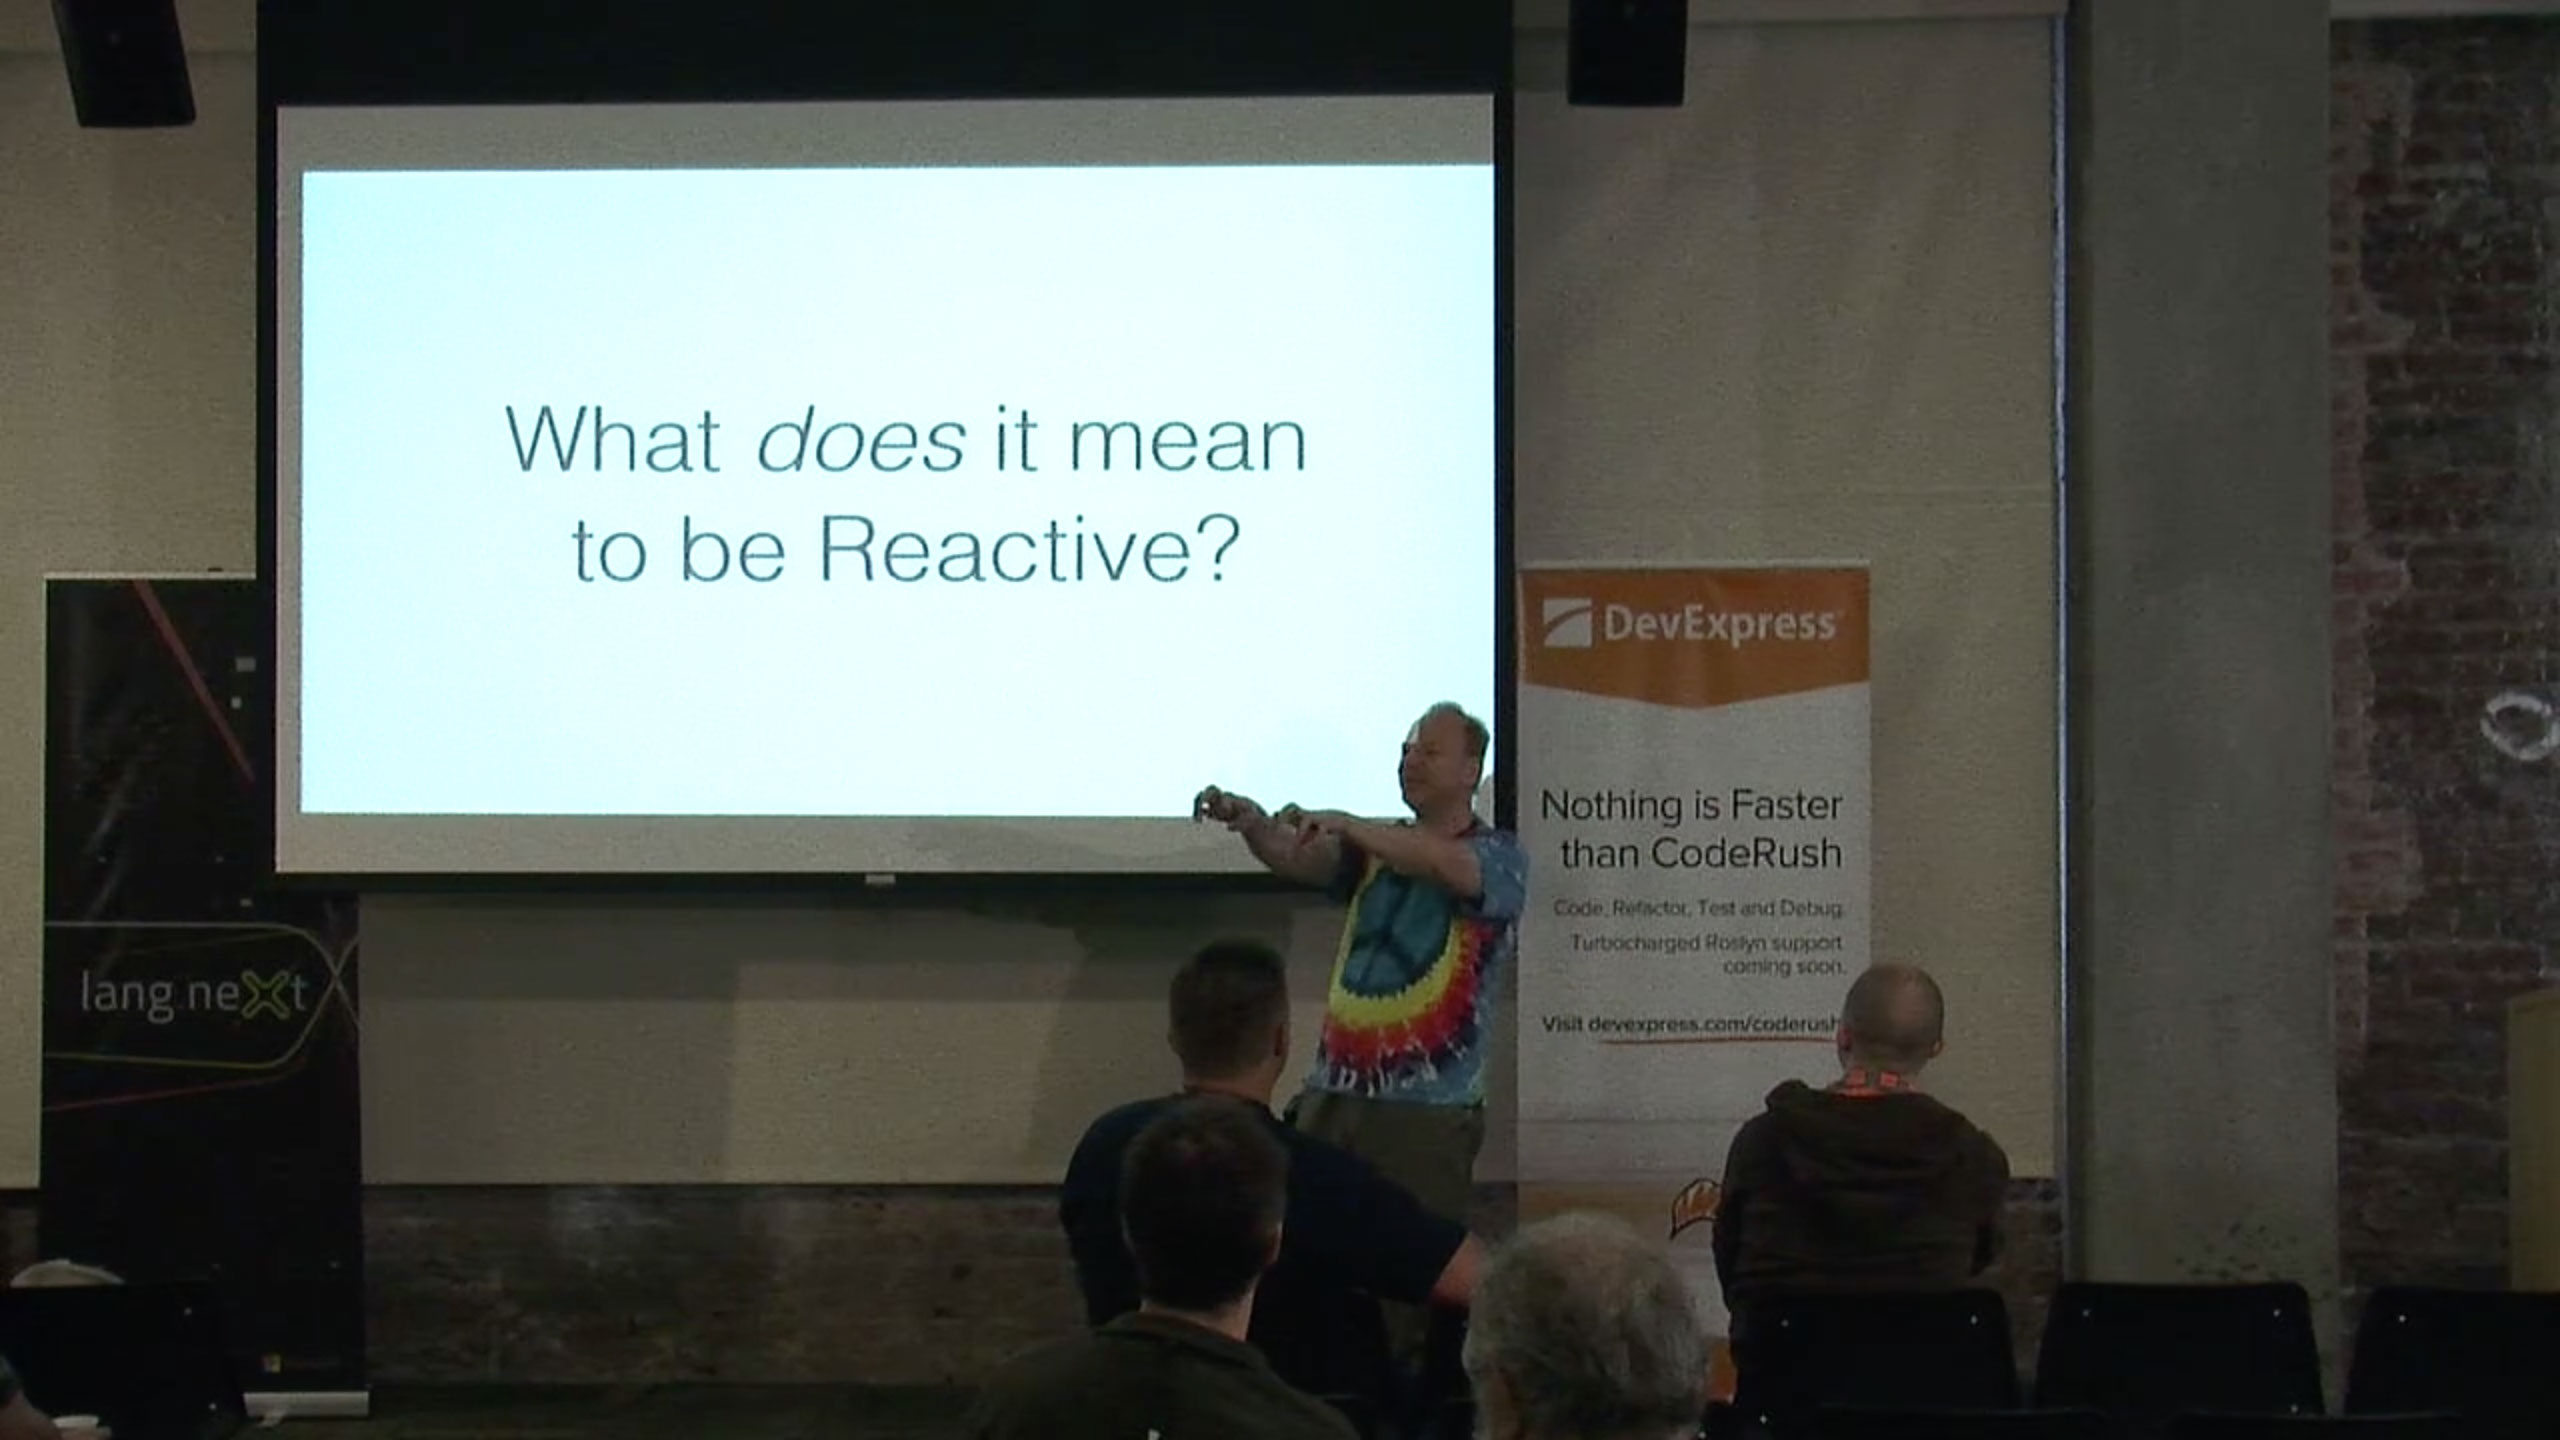 What does it mean
to be Reactive?
DevExpress
Nothing is Faster
than CodeRush
Code, Refactor, Test and Debug.
Turbocharged Roslyn support
coming soon.
Visit devexpress.com/coderush
lang.next